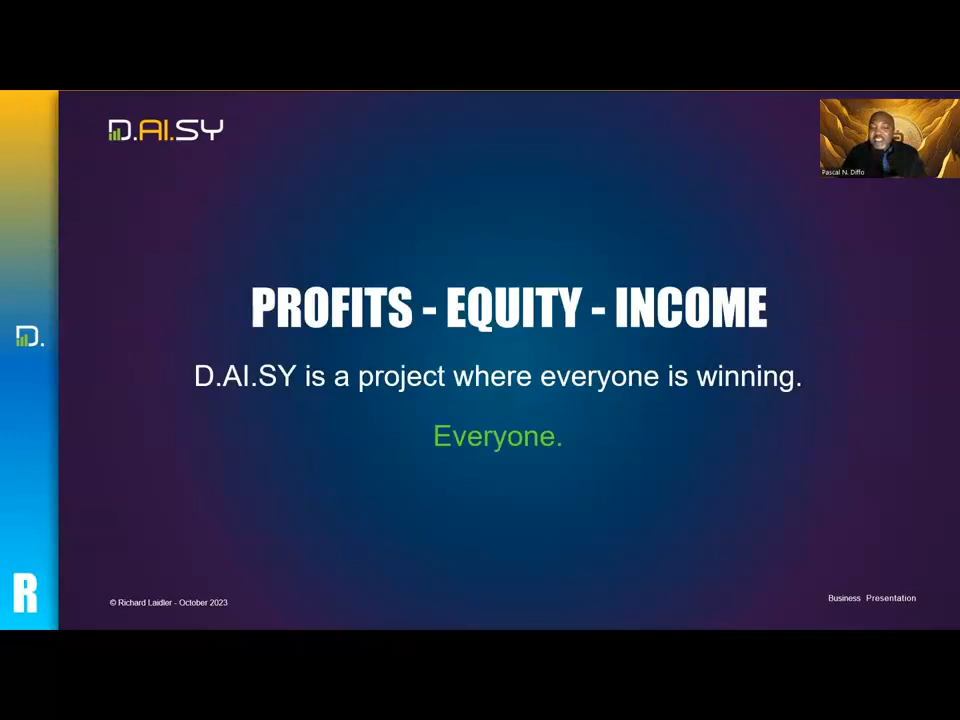 D.AI.SY
Pascal N. Diffo
PROFITS - EQUITY - INCOME
D.AI.SY is a project where everyone is winning.
D.
Everyone.
R
© Richard Laidler - October 2023
Business Presentation